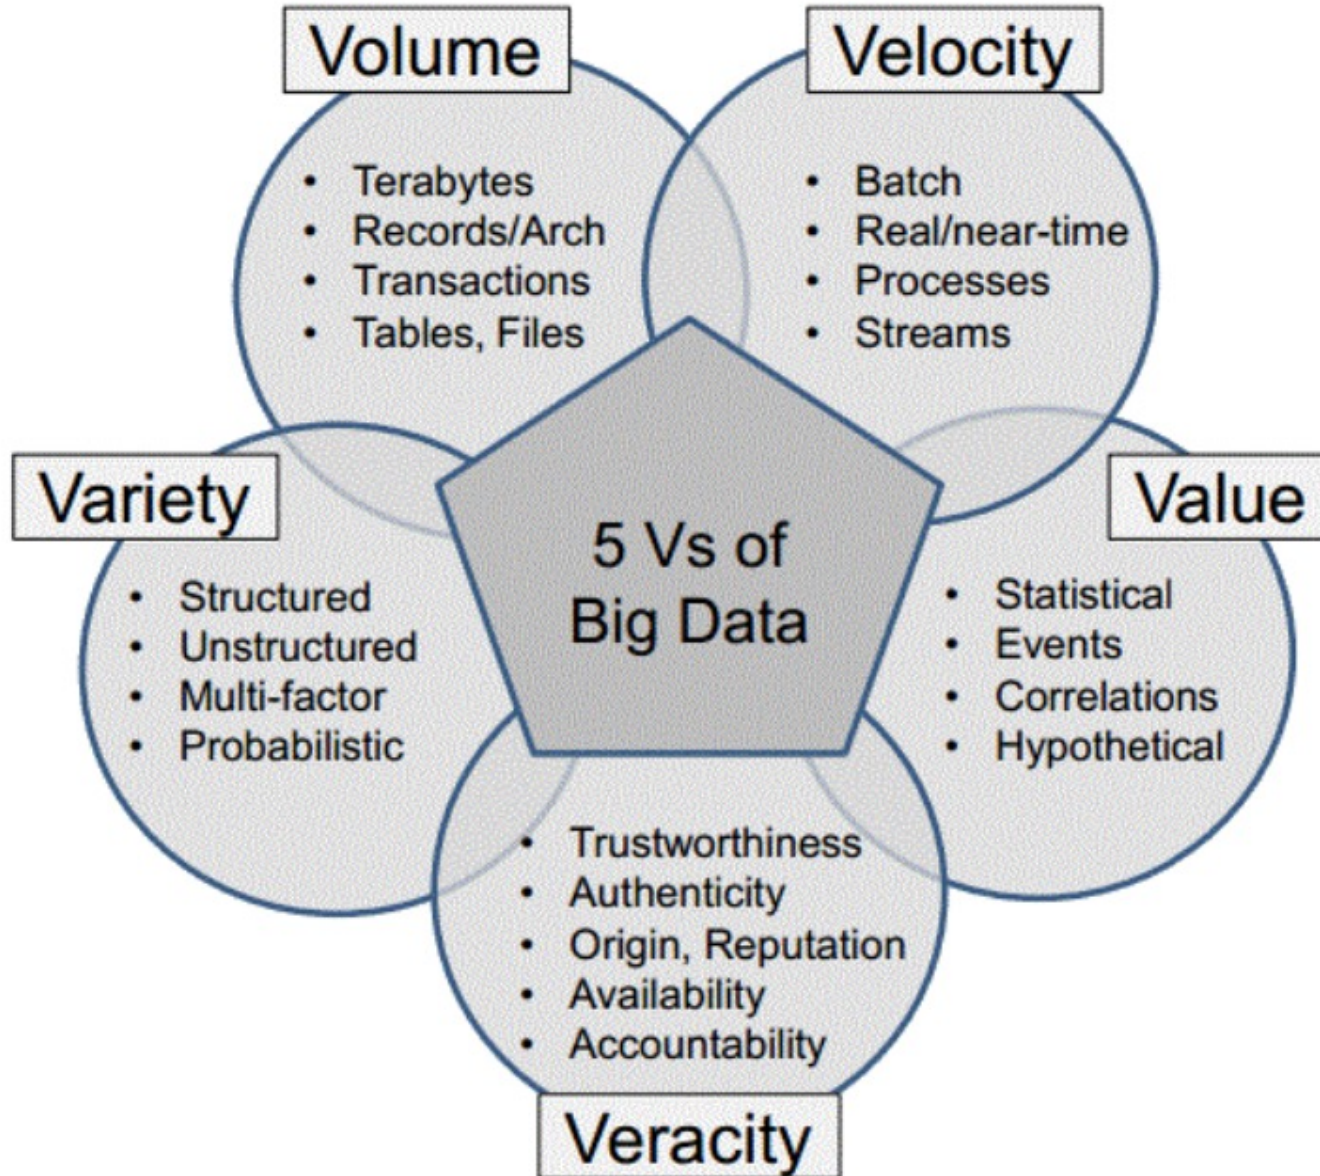 Volume
• Terabytes
• Records/Arch
• Transactions
• Tables, Files
Velocity
• Batch
• Real/near-time
• Processes
• Streams
Variety
• Structured
• Unstructured
• Multi-factor
• Probabilistic
5 Vs of
Big Data
Value
• Statistical
• Events
• Correlations
• Hypothetical
• Trustworthiness
• Authenticity
• Origin, Reputation
• Availability
• Accountability
Veracity